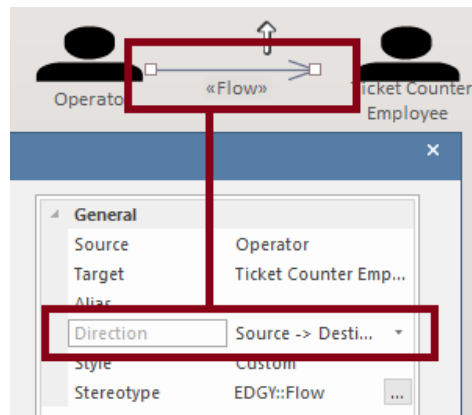 Operator
«Flow»
Ticket Counter
Employee
General
Source Operator
Target Ticket Counter Emp...
Alias
Direction Source -> Desti...
Style Custom
Stereotype EDGY::Flow ...